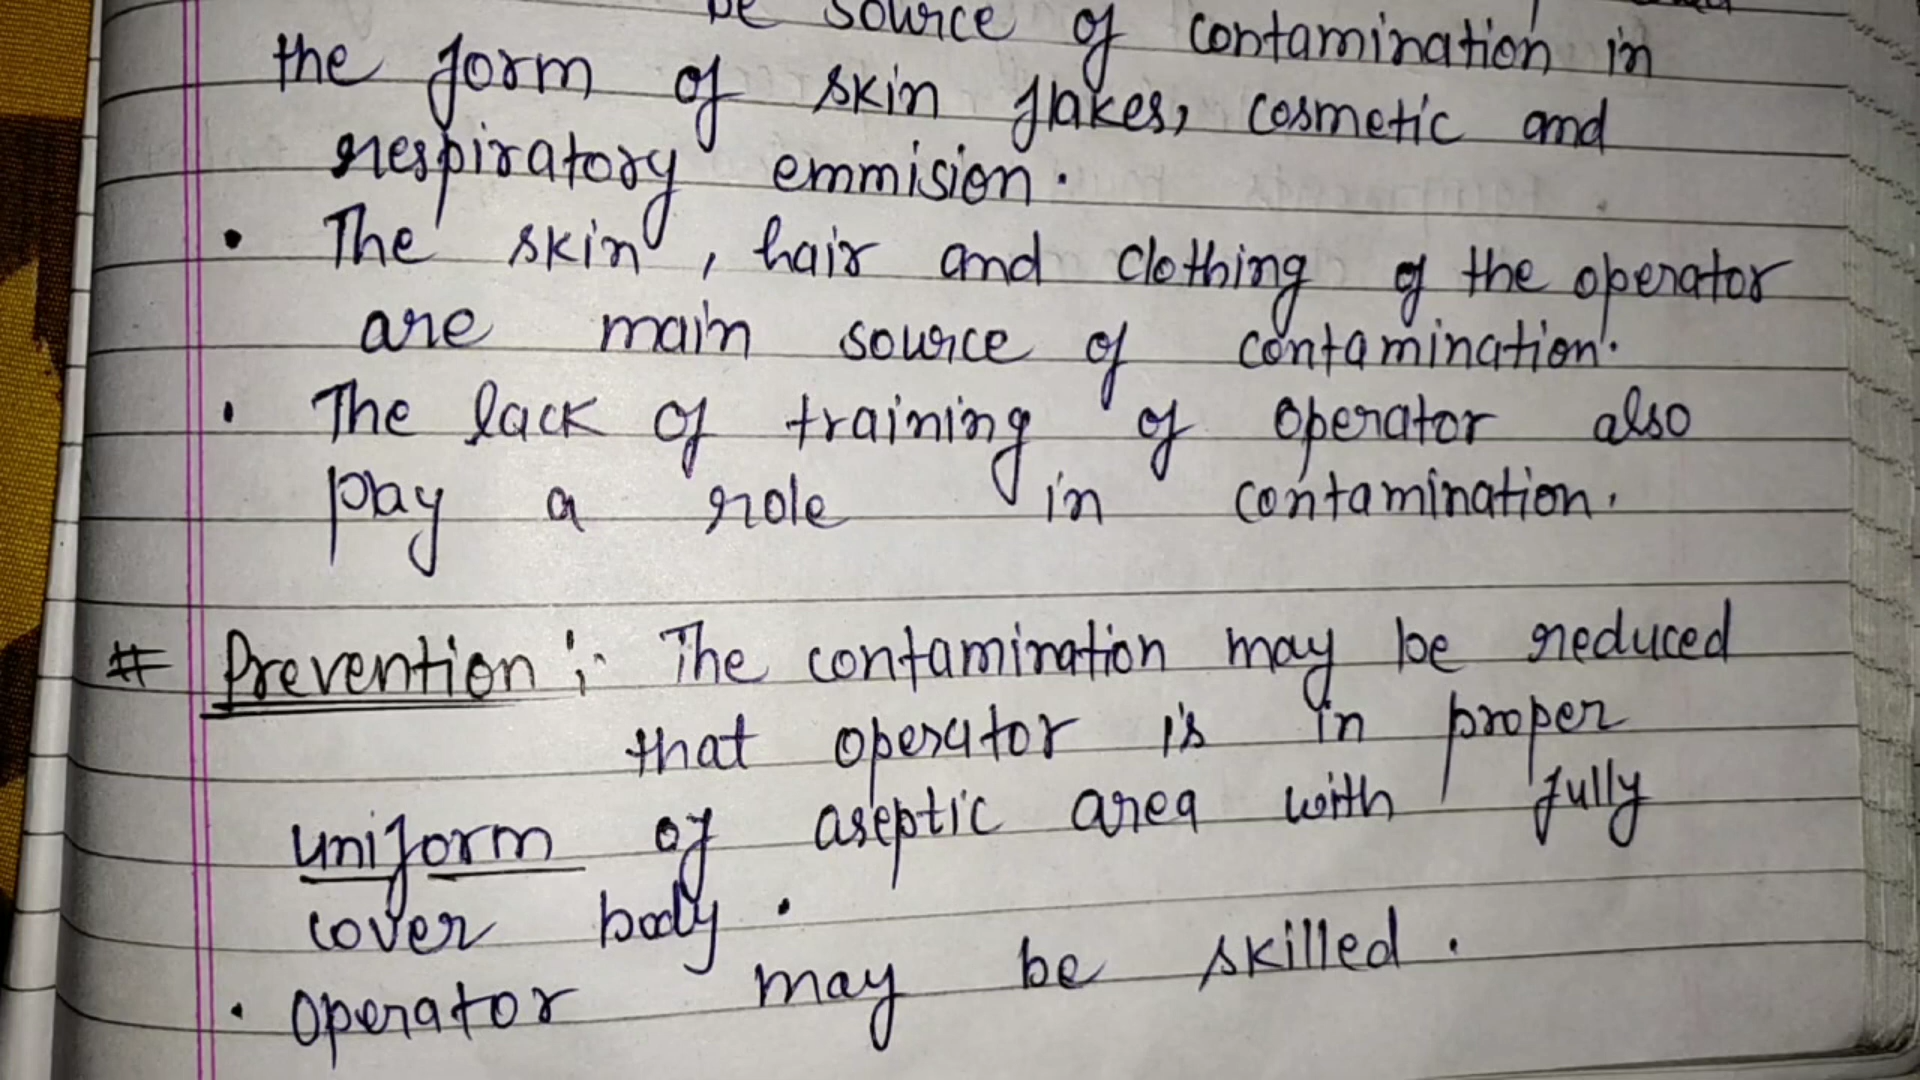 be source of contamination in
the form of skin flakes, cosmetic and
respiratory emmision.
• The skin, hair and clothing of the operator
are main source of contamination.
• The lack of training of operator also
play a role in contamination.
# Prevention :- The contamination may be reduced
that operator is in proper
uniform of aseptic area with fully
cover body.
• operator may be skilled.